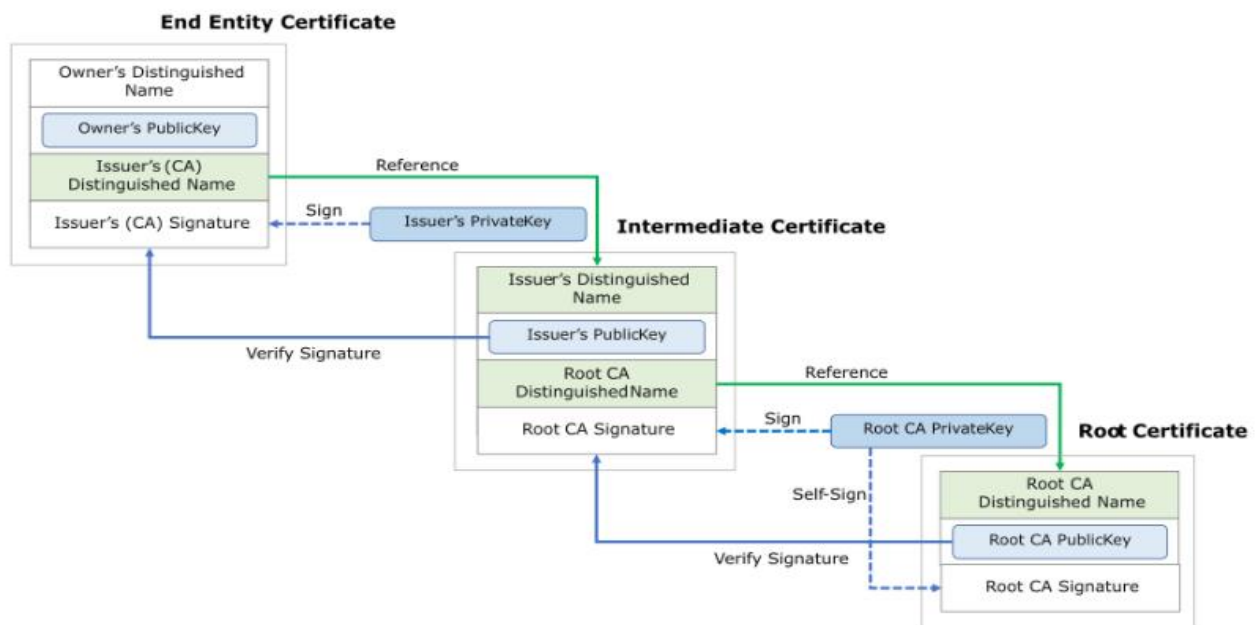 End Entity Certificate
Owner's Distinguished
Name
Owner's PublicKey
Issuer's (CA)
Distinguished Name
Issuer's (CA) Signature
Reference
Sign
Issuer's PrivateKey
Verify Signature
Intermediate Certificate
Issuer's Distinguished
Name
Issuer's PublicKey
Root CA
DistinguishedName
Root CA Signature
Reference
Sign
Root CA PrivateKey
Self-Sign
Verify Signature
Root Certificate
Root CA
Distinguished Name
Root CA PublicKey
Root CA Signature